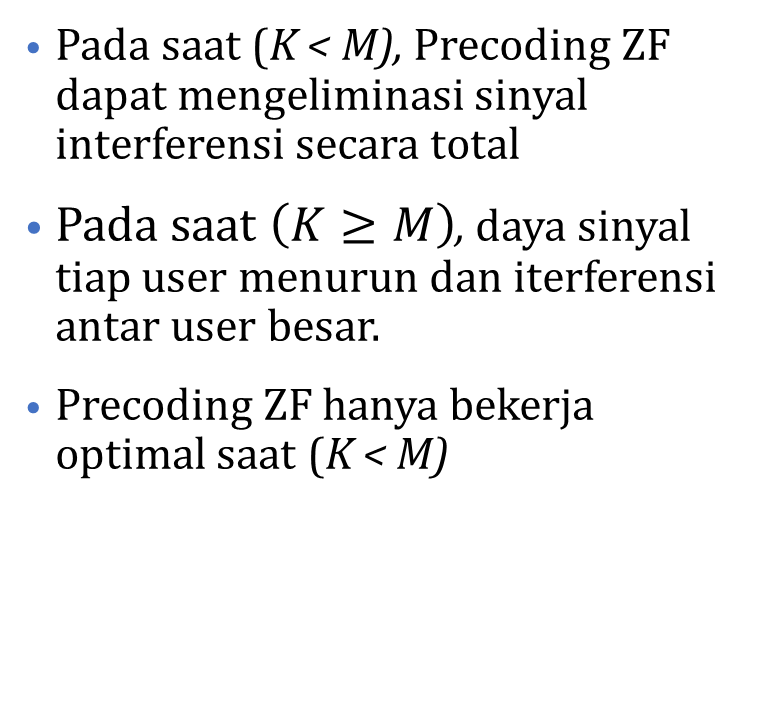 • Pada saat (K < M), Precoding ZF
dapat mengeliminasi sinyal
interferensi secara total
• Pada saat (K ≥ M), daya sinyal
tiap user menurun dan iterferensi
antar user besar.
• Precoding ZF hanya bekerja
optimal saat (K < M)